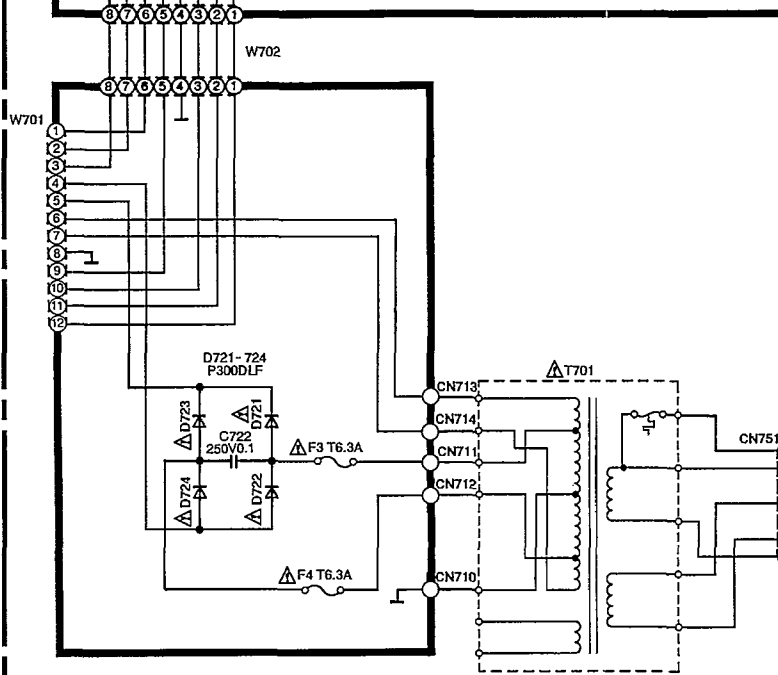 8 7 6 5 4 3 2 1
W702
8 7 6 5 4 3 2 1
W701
1
2
3
4
5
6
7
8
9
10
11
12
D721-724
P300DLF
CN713
T701
D723
D721
CN714
C722
250V0.1
F3 T6.3A
CN711
CN751
D724
D722
CN712
F4 T6.3A
CN710